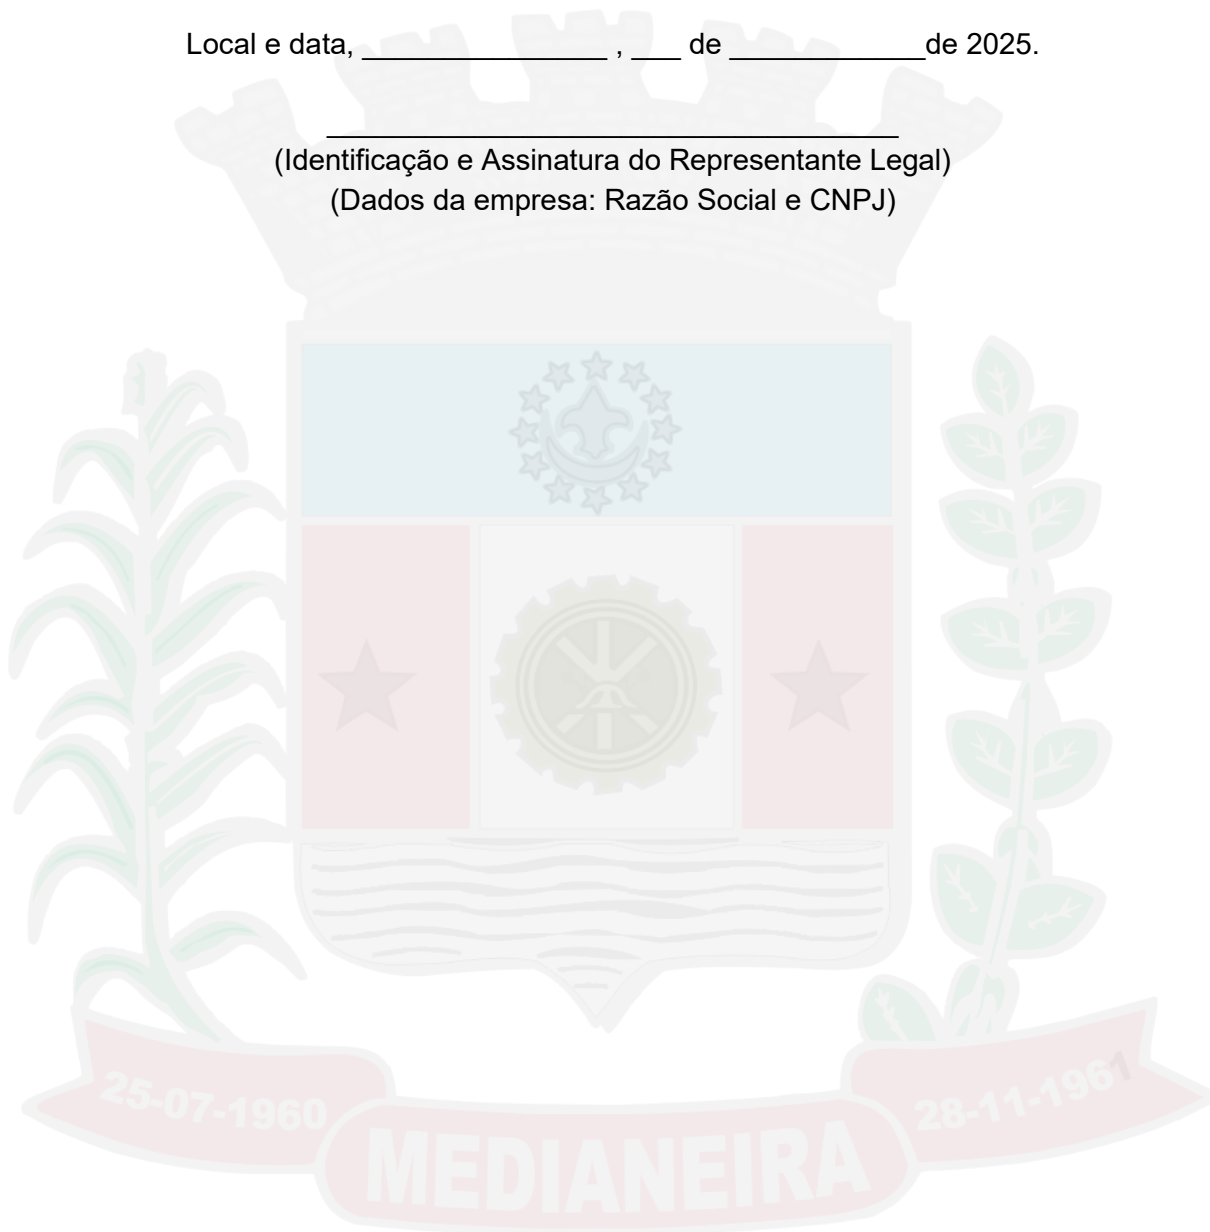 Local e data, _______________ , ___ de ____________de 2025.
___________________________________
(Identificação e Assinatura do Representante Legal)
(Dados da empresa: Razão Social e CNPJ)
25-07-1960
28-11-1961
MEDIANEIRA